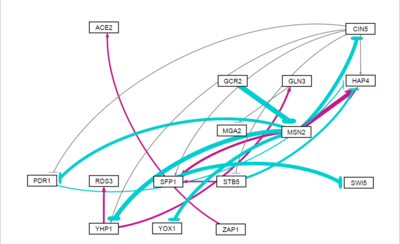 ACE2
CIN5
GCR2
GLN3
HAP4
MGA2
MSN2
PDR1
RDS3
SFP1
STB5
SWI5
YHP1
YOX1
ZAP1